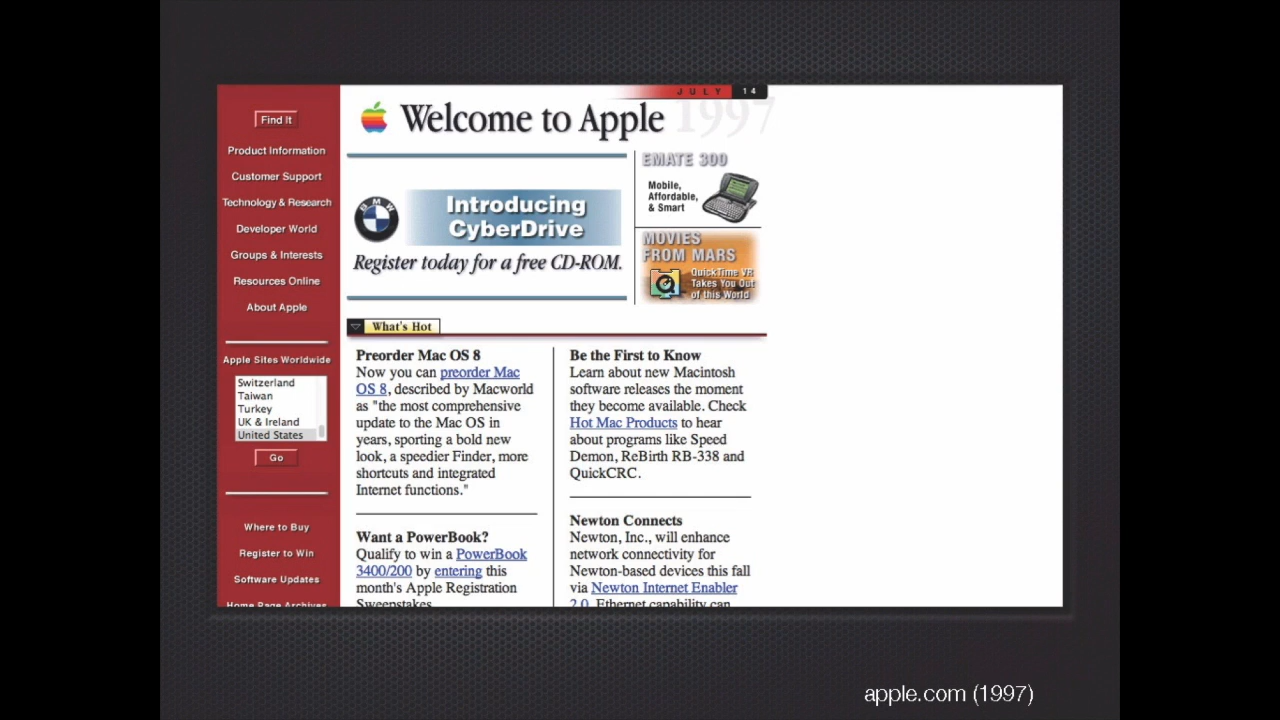 JULY 14
1997
Welcome to Apple
Find It
Product Information
Customer Support
Technology & Research
Developer World
Groups & Interests
Resources Online
About Apple
Apple Sites Worldwide
Switzerland
Taiwan
Turkey
UK & Ireland
United States
Go
Where to Buy
Register to Win
Software Updates
Home Page Archives
BMW
Introducing
CyberDrive
Register today for a free CD-ROM.
EMATE 300
Mobile,
Affordable,
& Smart
MOVIES
FROM MARS
QuickTime VR
Takes You Out
of this World
What's Hot
Preorder Mac OS 8
Now you can preorder Mac
OS 8, described by Macworld
as "the most comprehensive
update to the Mac OS in
years, sporting a bold new
look, a speedier Finder, more
shortcuts and integrated
Internet functions."
Want a PowerBook?
Qualify to win a PowerBook
3400/200 by entering this
month's Apple Registration
Sweepstakes
Be the First to Know
Learn about new Macintosh
software releases the moment
they become available. Check
Hot Mac Products to hear
about programs like Speed
Demon, ReBirth RB-338 and
QuickCRC.
Newton Connects
Newton, Inc., will enhance
network connectivity for
Newton-based devices this fall
via Newton Internet Enabler
2.0. Ethernet capability can
apple.com (1997)